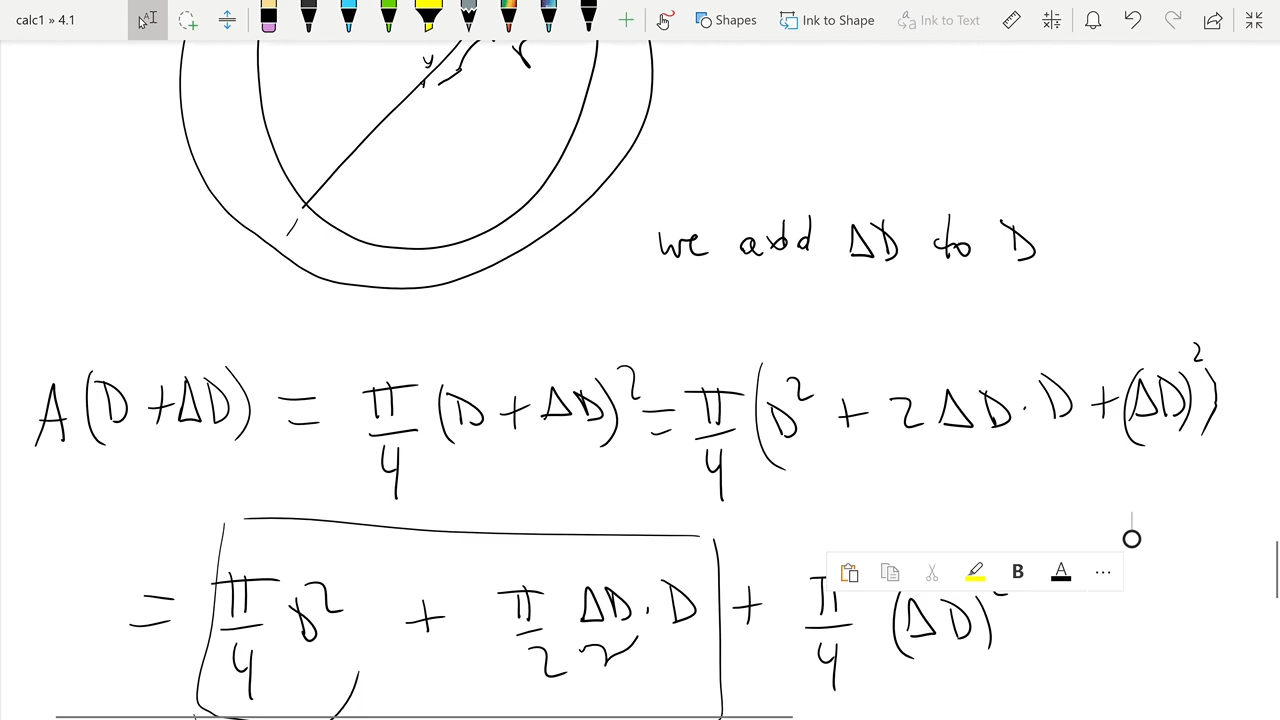 calc1 » 4.1 Shapes Ink to Shape Ink to Text
y r
we add ΔD to D
A(D+ΔD) = π/4 (D+ΔD)² = π/4 (D² + 2ΔD·D + (ΔD)²)
B A ...
= π/4 D² + π/2 ΔD·D + π/4 (ΔD)²